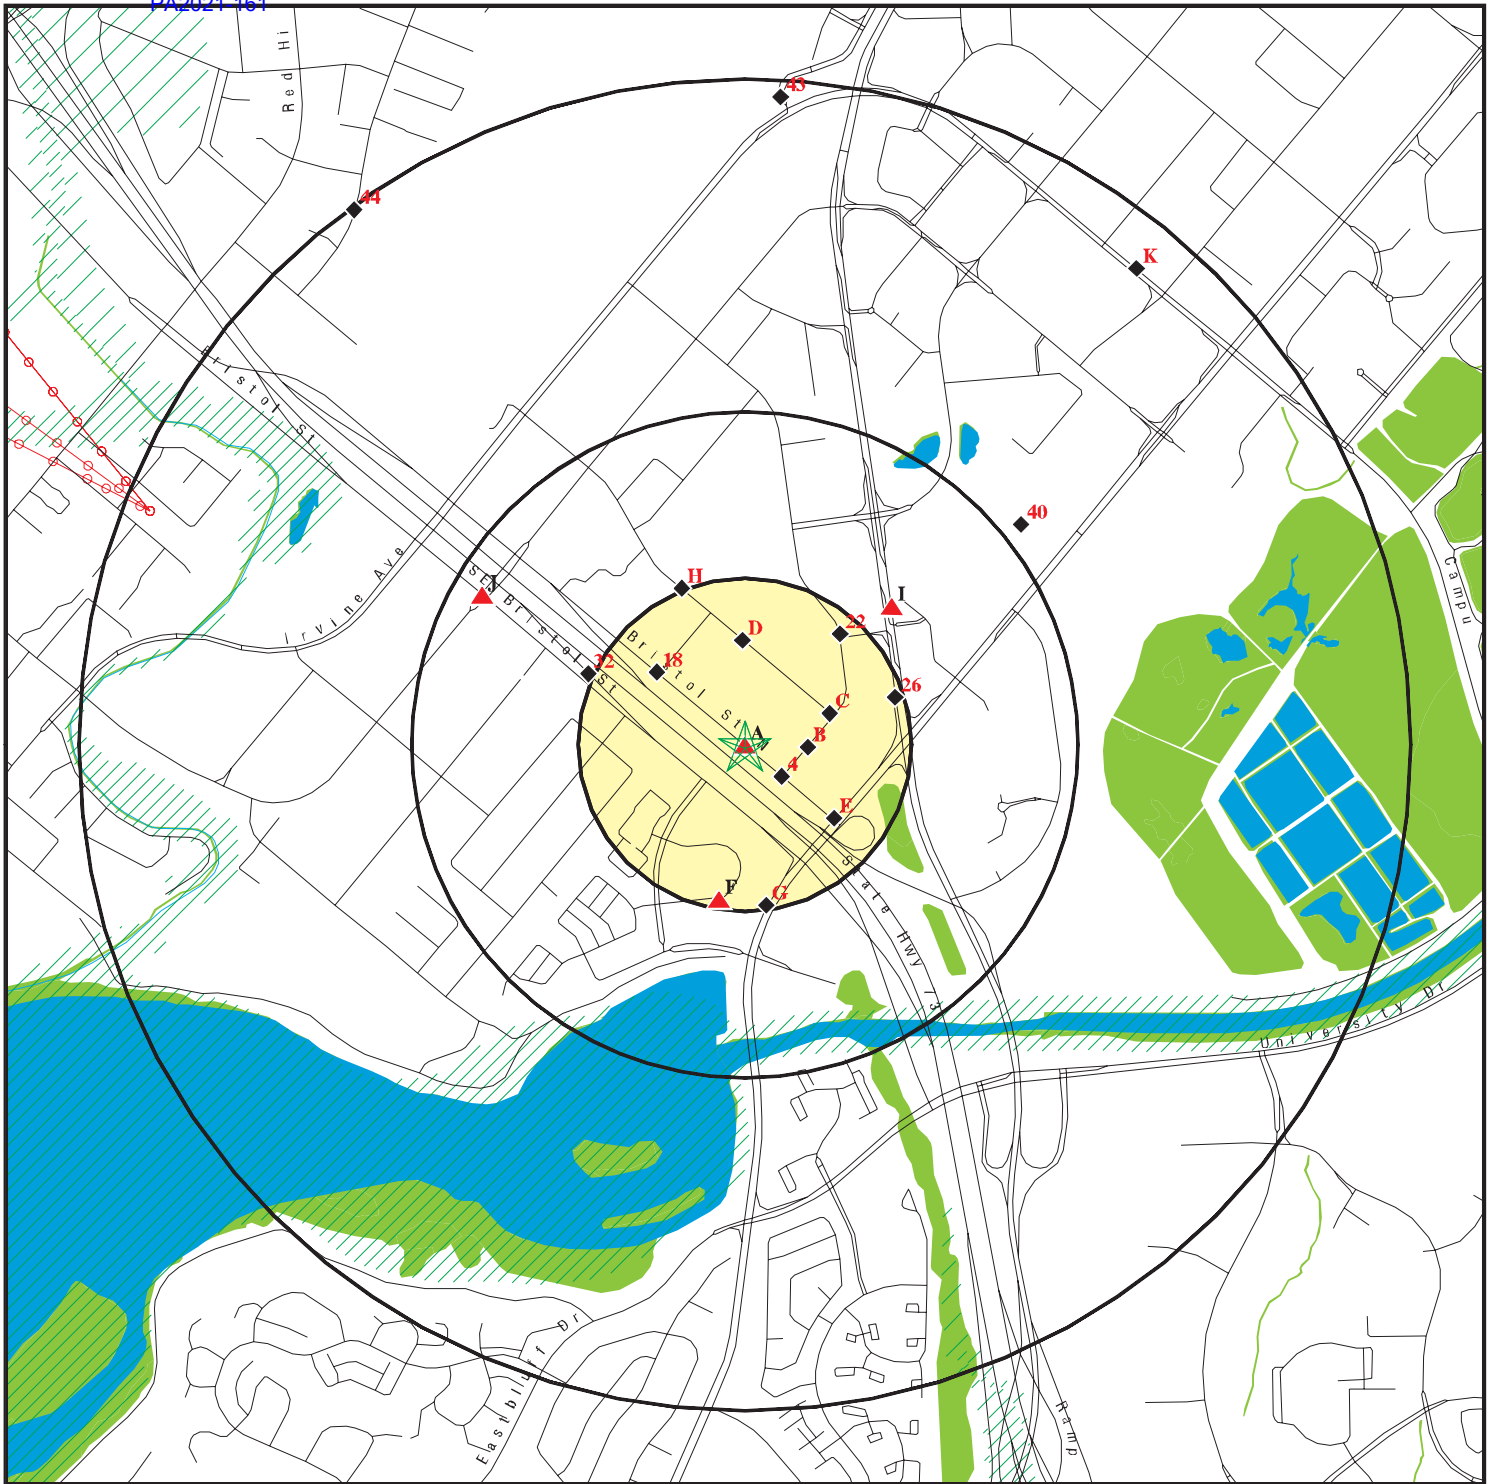 PA2021-161
Red Hi
43
44
K
Bristol St
40
Irvine Ave
SE Bristol St
J
H
I
D
22
Bristol St N
32
18
26
C
A
B
4
E
F
G
State Hwy 73
Campu
University Dr
Eastbluff Dr
Ramp